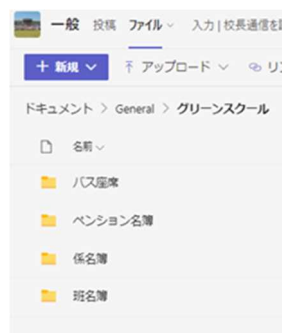 一般 投稿 ファイル 入力 | 校長通信を
+ 新規 アップロード リン
ドキュメント > General > グリーンスクール
名前
バス座席
ペンション名簿
係名簿
班名簿